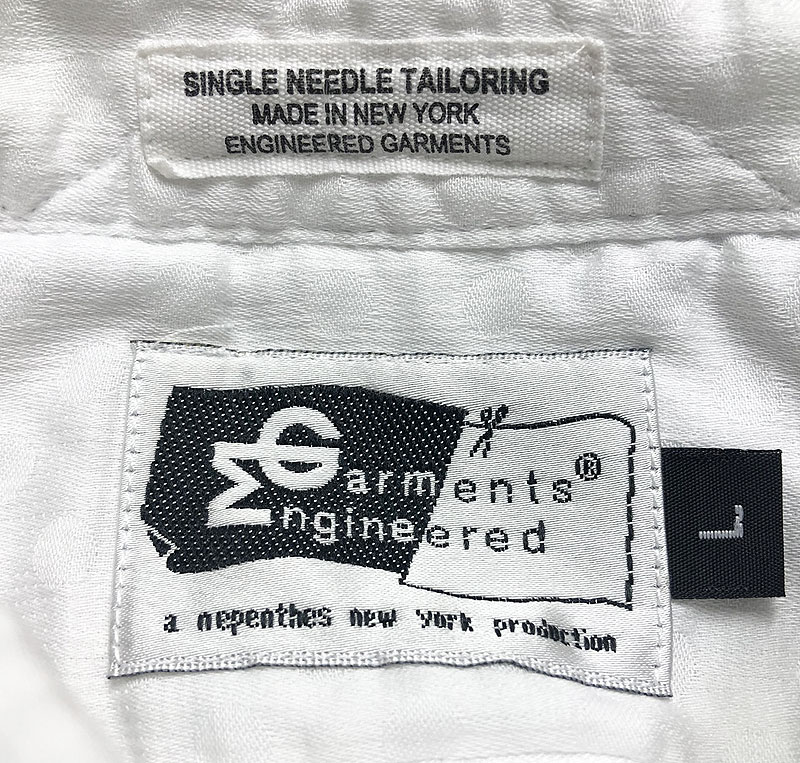 SINGLE NEEDLE TAILORING
MADE IN NEW YORK
ENGINEERED GARMENTS
Garments®
Engineered
a nepenthes new york production
L